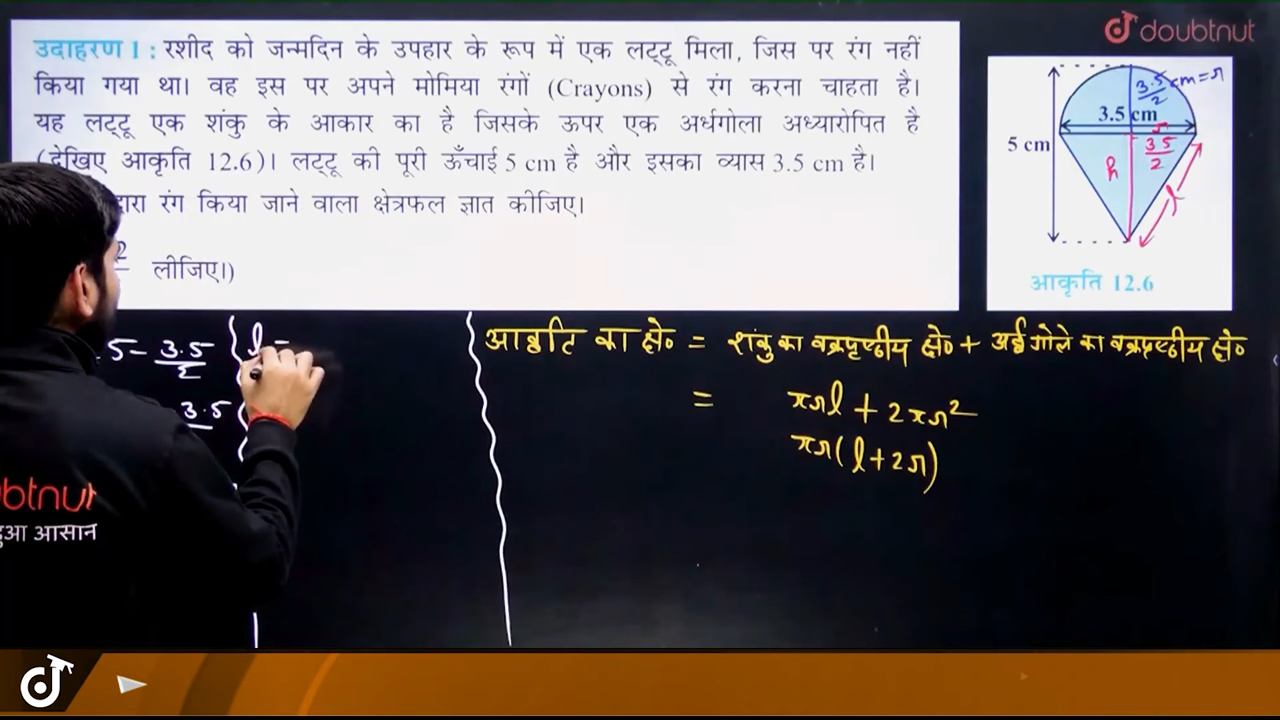 doubtnut
उदाहरण 1 : रशीद को जन्मदिन के उपहार के रूप में एक लट्टू मिला, जिस पर रंग नहीं
किया गया था। वह इस पर अपने मोमिया रंगों (Crayons) से रंग करना चाहता है।
यह लट्टू एक शंकु के आकार का है जिसके ऊपर एक अर्धगोला अध्यारोपित है
(देखिए आकृति 12.6)। लट्टू की पूरी ऊँचाई 5 cm है और इसका व्यास 3.5 cm है।
रंग किया जाने वाला क्षेत्रफल ज्ञात कीजिए।
लीजिए।)
3.5/2 cm = r
3.5 cm
5 cm
h
3.5/2
l
आकृति 12.6
5 - 3.5/2
l =
3.5
आकृति का क्षे० = शंकु का वक्रपृष्ठीय क्षे० + अर्द्धगोले का वक्रपृष्ठीय क्षे०
= πrl + 2πr²
πr(l + 2r)
हुआ आसान